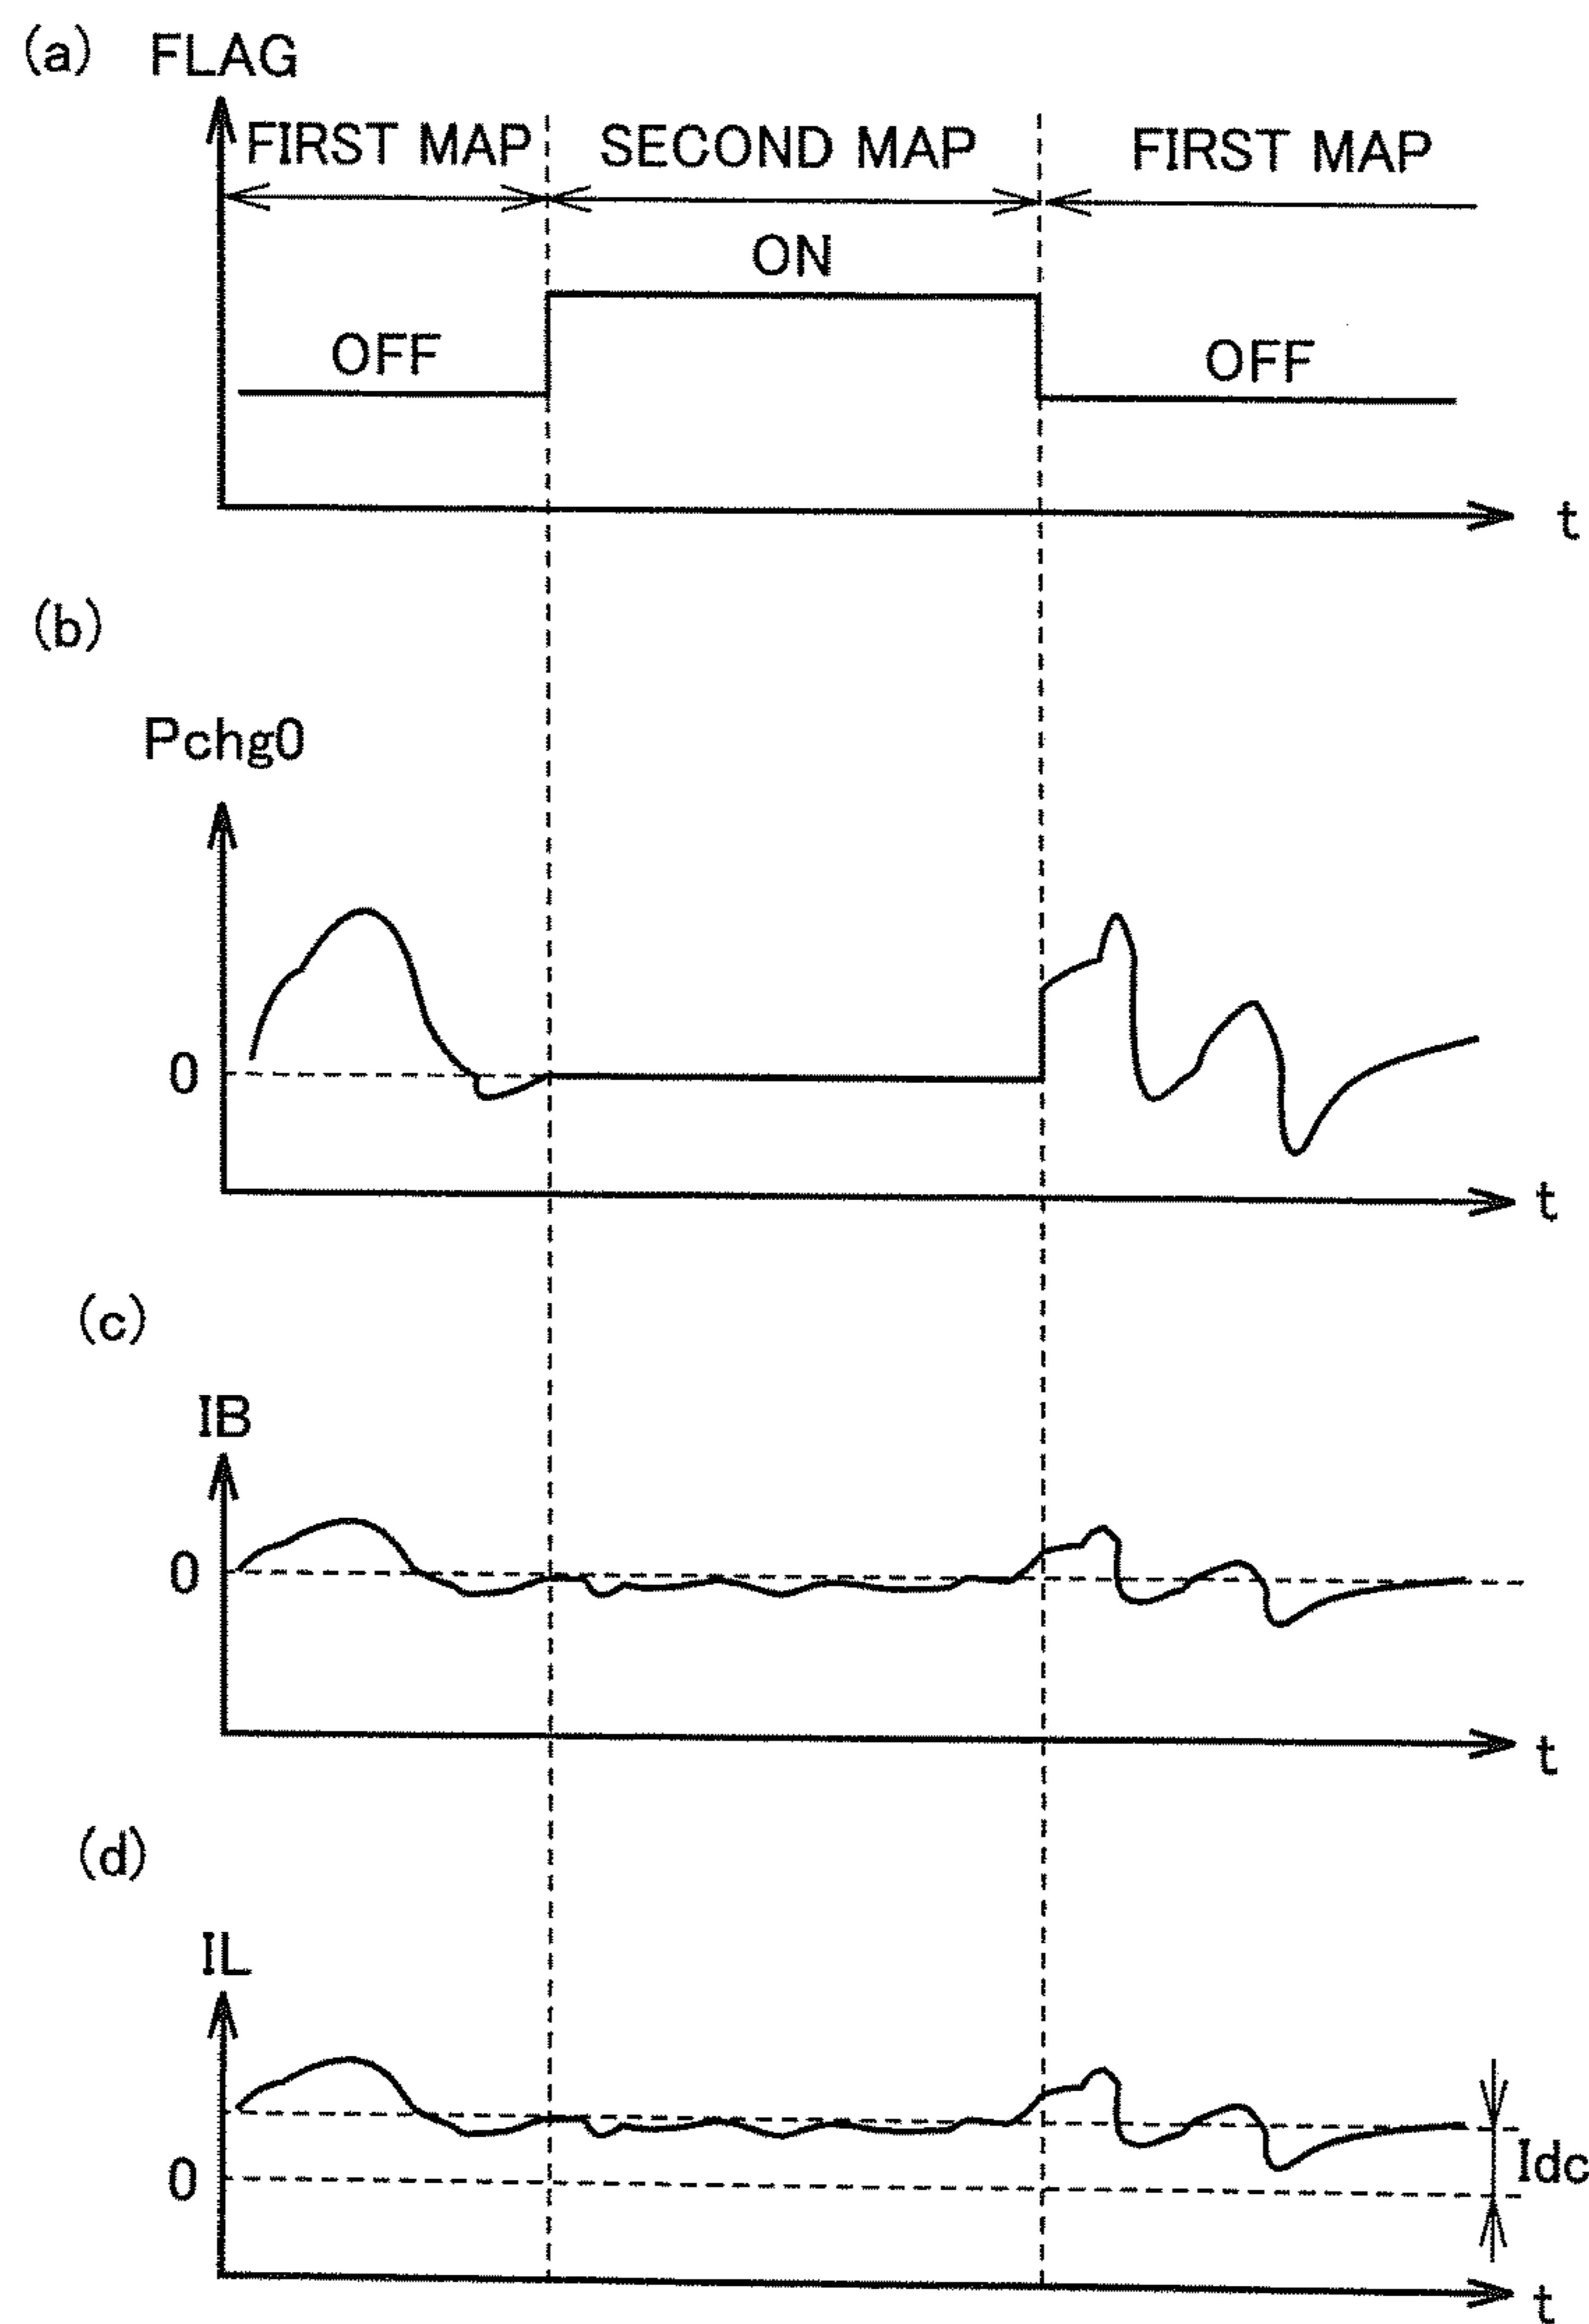 (a) FLAG
FIRST MAP SECOND MAP FIRST MAP
ON
OFF OFF
t
(b)
Pchg0
0
t
(c)
IB
0
t
(d)
IL
0
Idc
t